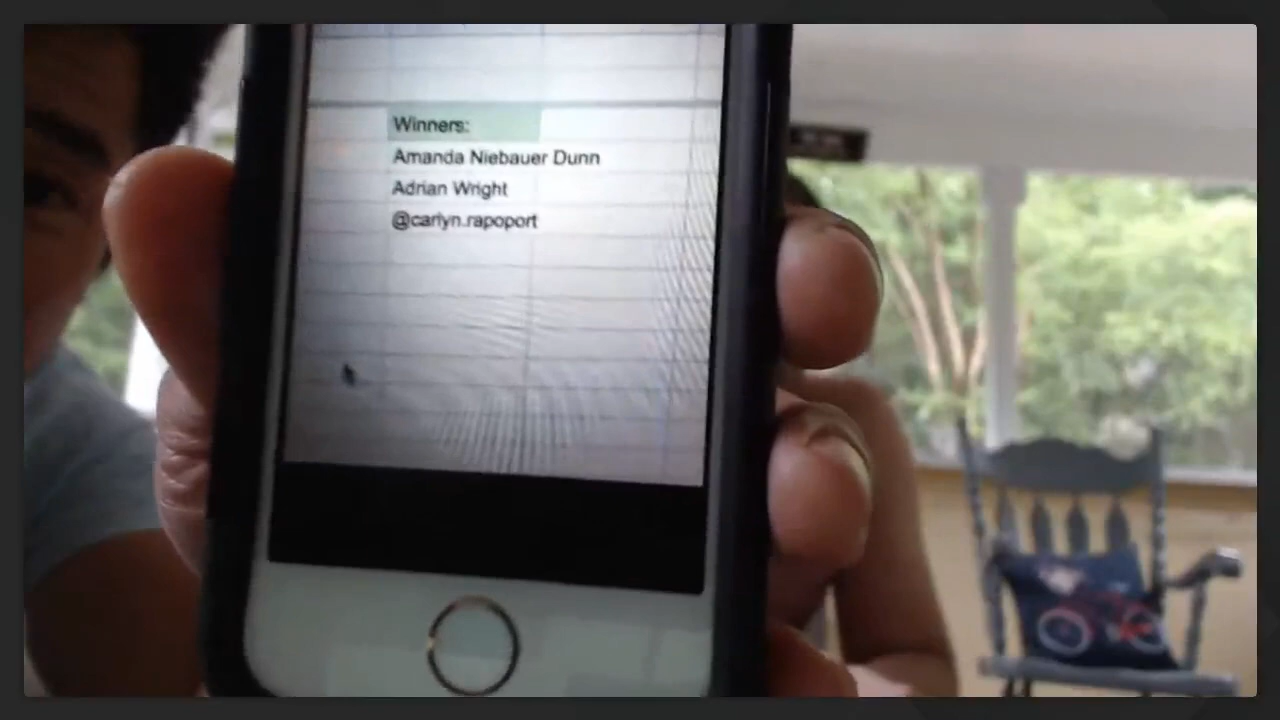 Winners:
Amanda Niebauer Dunn
Adrian Wright
@carlyn.rapoport